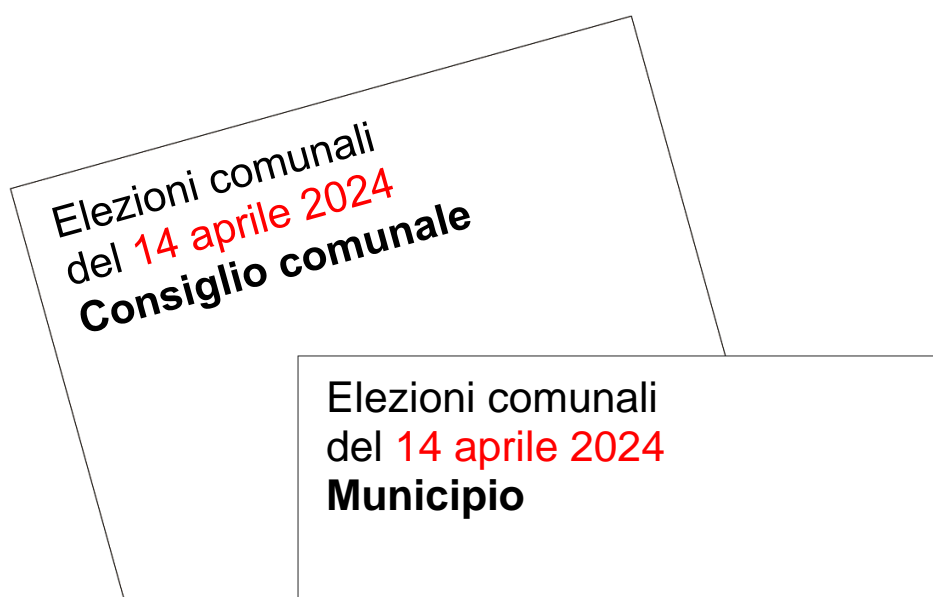 Elezioni comunali
del 14 aprile 2024
Consiglio comunale
Elezioni comunali
del 14 aprile 2024
Municipio